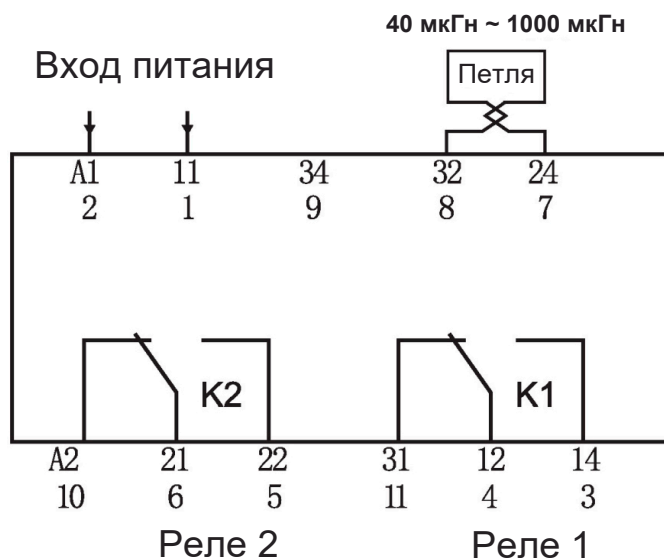 40 мкГн ~ 1000 мкГн
Вход питания
Петля
A1 11 34 32 24
2 1 9 8 7
K2 K1
A2 21 22 31 12 14
10 6 5 11 4 3
Реле 2 Реле 1